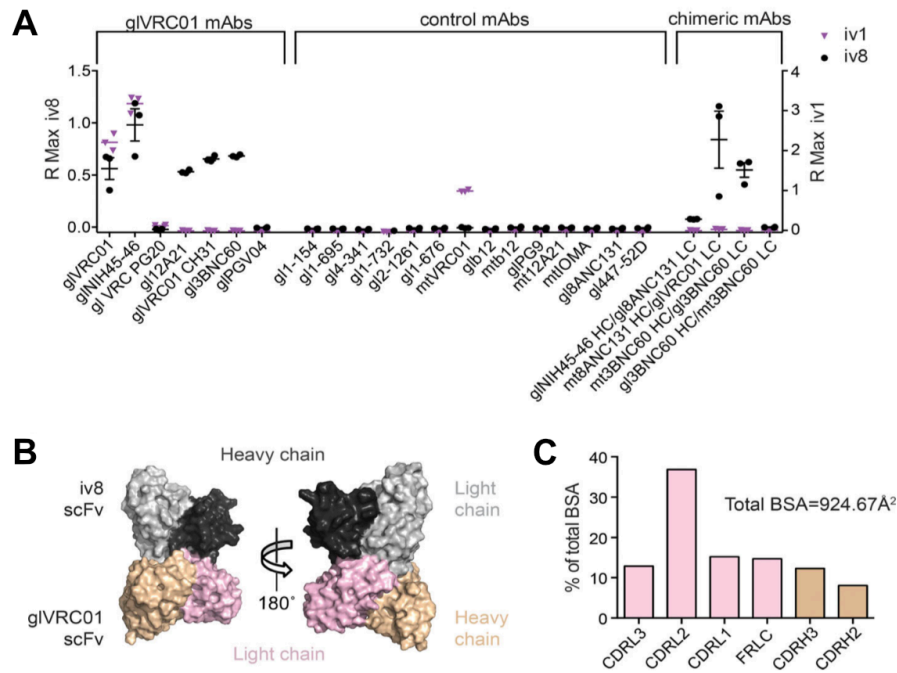 A
glVRC01 mAbs
control mAbs
chimeric mAbs
iv1
iv8
R Max iv8
1.5
1.0
0.5
0.0
R Max iv1
4
3
2
1
0
glVRC01
glNIH45-46
gl VRC PG20
gl12A21
glVRC01 CH31
gl3BNC60
glPGV04
gl1-154
gl1-695
gl4-341
gl1-732
gl2-1261
gl1-676
mtVRC01
glb12
mtb12
glPG9
mt12A21
mtOMA
gl8ANC131
gl447-52D
glNIH45-46 HC/gl8ANC131 LC
mt8ANC131 HC/glVRC01 LC
mt3BNC60 HC/gl3BNC60 LC
gl3BNC60 HC/mt3BNC60 LC
B
Heavy chain
iv8
scFv
Light
chain
180°
glVRC01
scFv
Heavy
chain
Light chain
C
% of total BSA
40
30
20
10
0
Total BSA=924.67Å²
CDRL3
CDRL2
CDRL1
FRLC
CDRH3
CDRH2